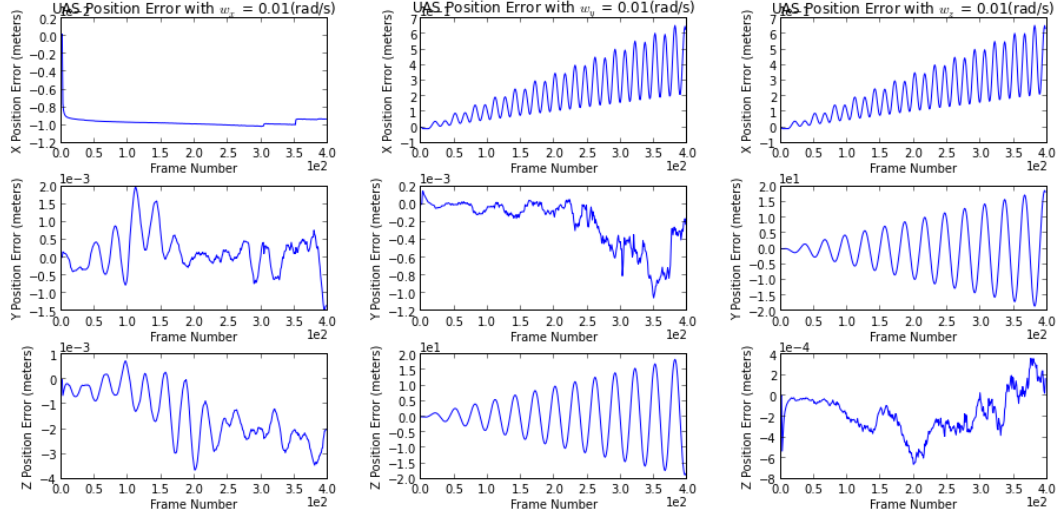 UAS Position Error with wₓ = 0.01(rad/s)
1e−2
X Position Error (meters)
0.2
0.0
−0.2
−0.4
−0.6
−0.8
−1.0
−1.2
0.0 0.5 1.0 1.5 2.0 2.5 3.0 3.5 4.0
Frame Number 1e2
UAS Position Error with w_y = 0.01(rad/s)
1e−1
X Position Error (meters)
7
6
5
4
3
2
1
0
−1
0.0 0.5 1.0 1.5 2.0 2.5 3.0 3.5 4.0
Frame Number 1e2
UAS Position Error with w_z = 0.01(rad/s)
1e−1
X Position Error (meters)
7
6
5
4
3
2
1
0
−1
0.0 0.5 1.0 1.5 2.0 2.5 3.0 3.5 4.0
Frame Number 1e2
1e−3
Y Position Error (meters)
2.0
1.5
1.0
0.5
0.0
−0.5
−1.0
−1.5
0.0 0.5 1.0 1.5 2.0 2.5 3.0 3.5 4.0
Frame Number 1e2
1e−3
Y Position Error (meters)
0.2
0.0
−0.2
−0.4
−0.6
−0.8
−1.0
−1.2
0.0 0.5 1.0 1.5 2.0 2.5 3.0 3.5 4.0
Frame Number 1e2
1e1
Y Position Error (meters)
2.0
1.5
1.0
0.5
0.0
−0.5
−1.0
−1.5
−2.0
0.0 0.5 1.0 1.5 2.0 2.5 3.0 3.5 4.0
Frame Number 1e2
1e−3
Z Position Error (meters)
1
0
−1
−2
−3
−4
0.0 0.5 1.0 1.5 2.0 2.5 3.0 3.5 4.0
Frame Number 1e2
1e1
Z Position Error (meters)
2.0
1.5
1.0
0.5
0.0
−0.5
−1.0
−1.5
−2.0
0.0 0.5 1.0 1.5 2.0 2.5 3.0 3.5 4.0
Frame Number 1e2
1e−4
Z Position Error (meters)
4
2
0
−2
−4
−6
−8
0.0 0.5 1.0 1.5 2.0 2.5 3.0 3.5 4.0
Frame Number 1e2